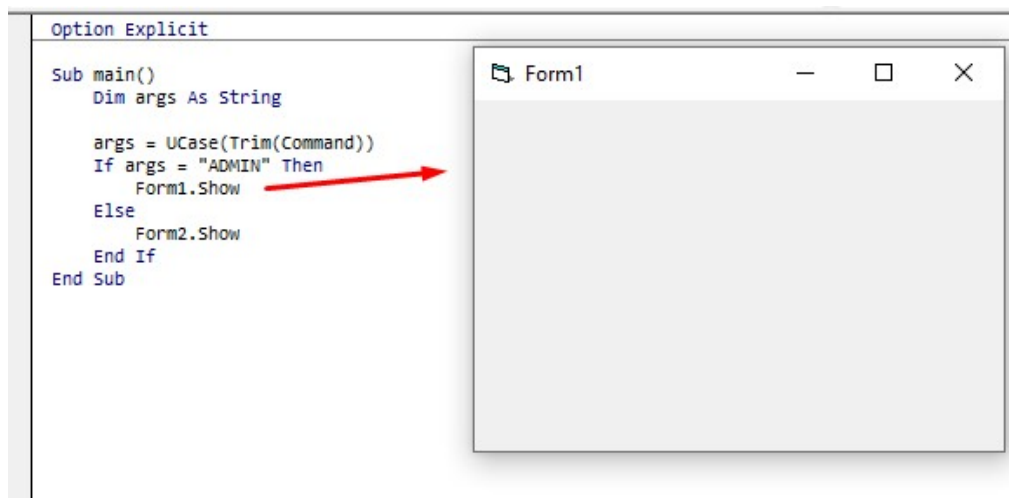 Option Explicit
Sub main()
    Dim args As String
    args = UCase(Trim(Command))
    If args = "ADMIN" Then
        Form1.Show
    Else
        Form2.Show
    End If
End Sub
Form1